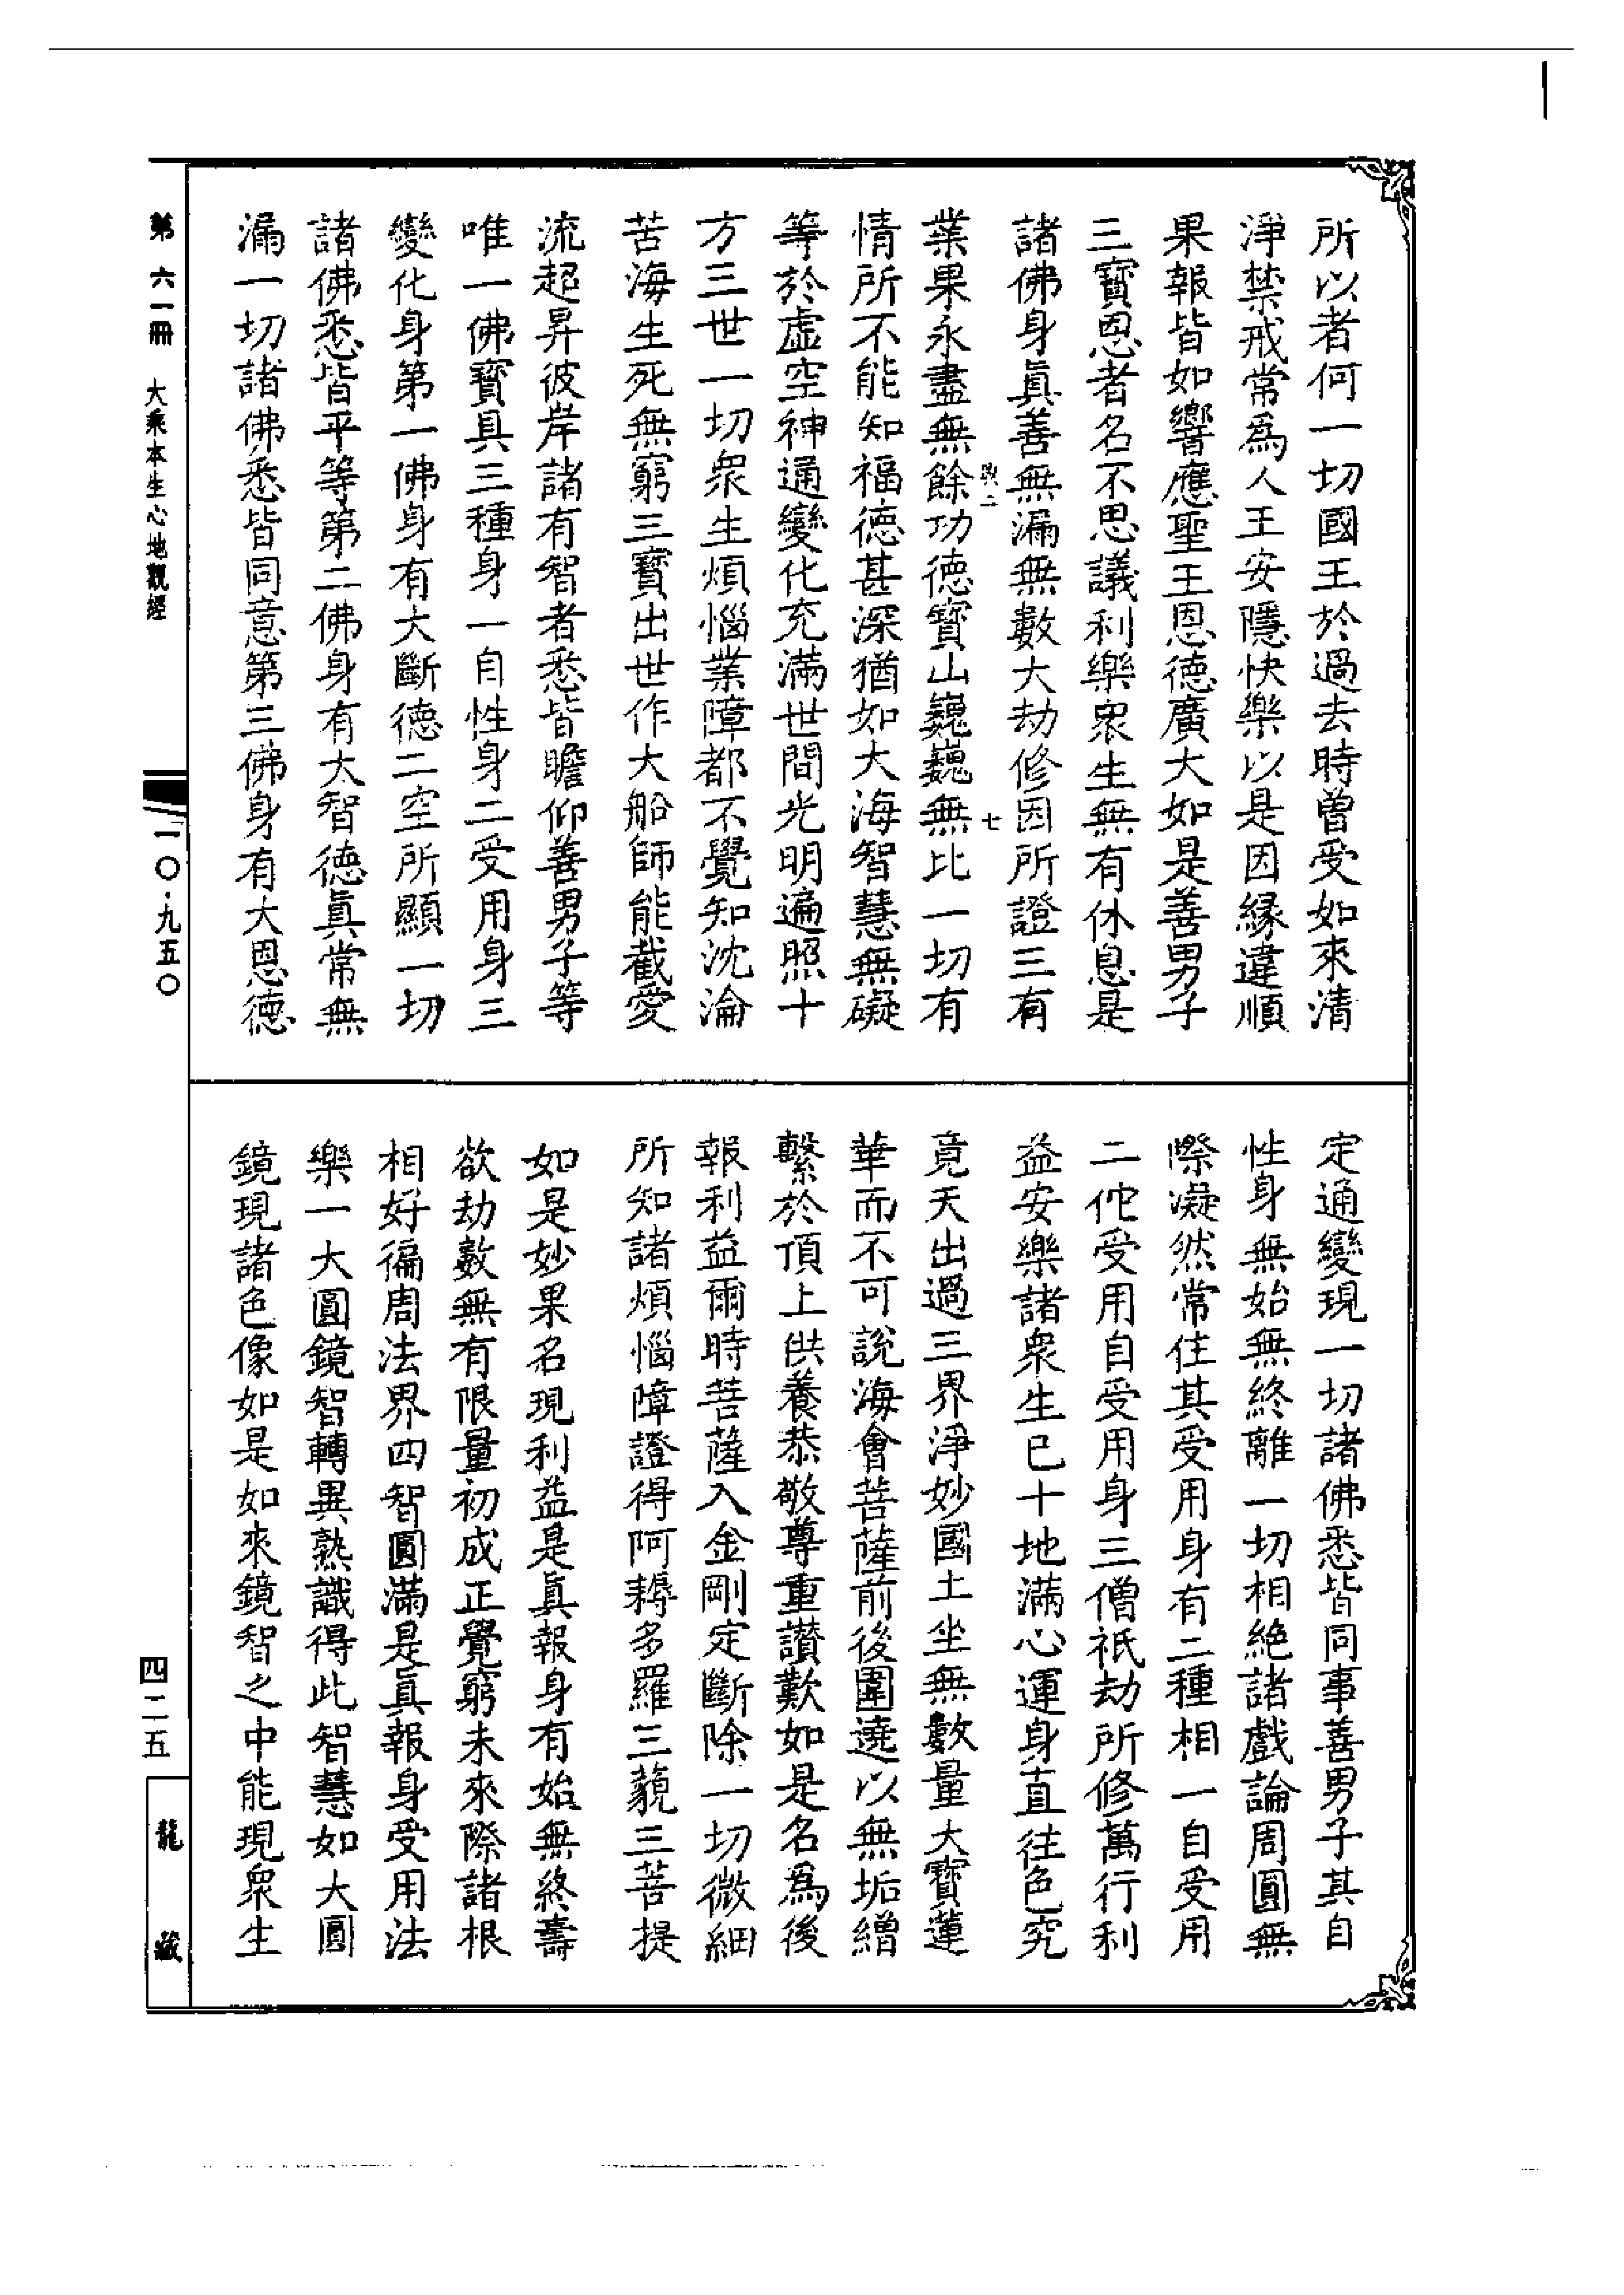 所以者何一切國王於過去時曾受如來清
淨禁戒常爲人王安隱快樂以是因緣違順
果報皆如響應聖王恩德廣大如是善男子
三寶恩者名不思議利樂衆生無有休息是
諸佛身眞善無漏無數大劫修因所證三有
業果永盡無餘功德寶山巍巍無比一切有
情所不能知福德甚深猶如大海智慧無礙
等於虛空神通變化充滿世間光明遍照十
方三世一切衆生煩惱業障都不覺知沈淪
苦海生死無窮三寶出世作大船師能截愛
流超昇彼岸諸有智者悉皆瞻仰善男子等
唯一佛寶具三種身一自性身二受用身三
變化身第一佛身有大斷德二空所顯一切
諸佛悉皆平等第二佛身有大智德眞常無
漏一切諸佛悉皆同意第三佛身有大恩德
定通變現一切諸佛悉皆同事善男子其自
性身無始無終離一切相絶諸戲論周圓無
際凝然常住其受用身有二種相一自受用
二佗受用自受用身三僧祇劫所修萬行利
益安樂諸衆生已十地滿心運身直往色究
竟天出過三界淨妙國土坐無數量大寶蓮
華而不可說海會菩薩前後圍遶以無垢繒
繫於頂上供養恭敬尊重讃歎如是名爲後
報利益爾時菩薩入金剛定斷除一切微細
所知諸煩惱障證得阿耨多羅三藐三菩提
如是妙果名現利益是眞報身有始無終壽
欲劫數無有限量初成正覺窮未來際諸根
相好徧周法界四智圓滿是眞報身受用法
樂一大圓鏡智轉異熟識得此智慧如大圓
鏡現諸色像如是如來鏡智之中能現衆生
七
第六一冊 大乘本生心地觀經
一〇·九五〇
四二五
龍藏